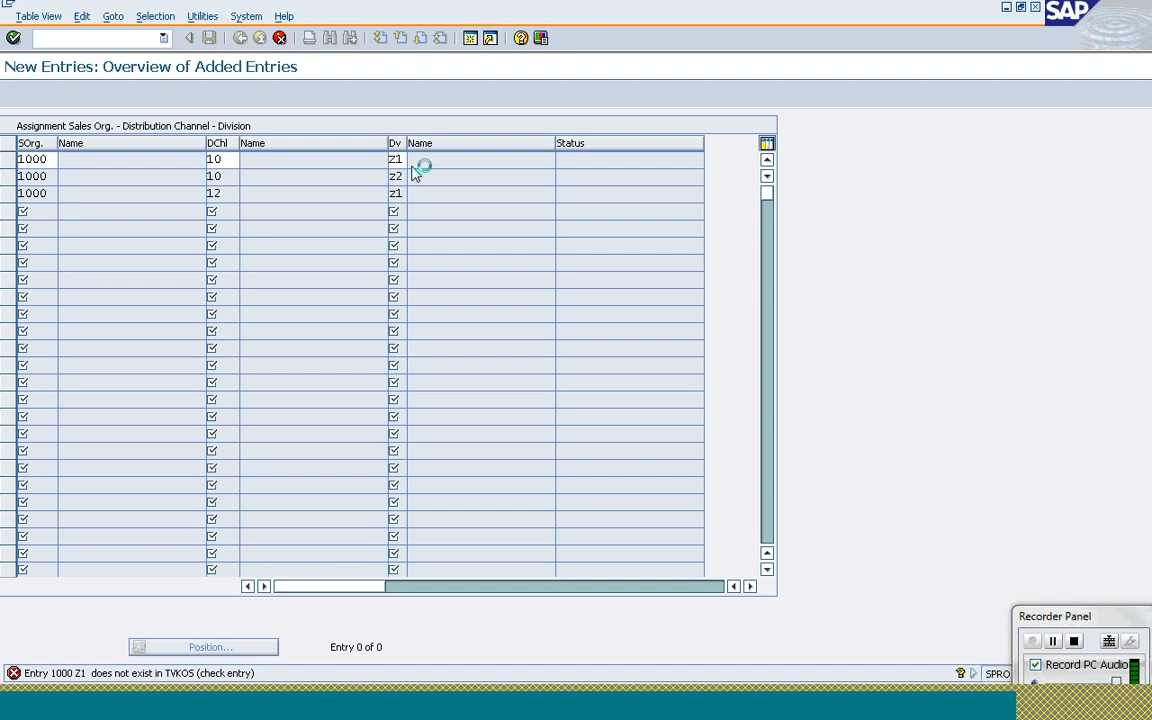 Table View Edit Goto Selection Utilities System Help
SAP
New Entries: Overview of Added Entries
Assignment Sales Org. - Distribution Channel - Division
SOrg. Name DChl Name Dv Name Status
1000 10 Z1
1000 10 z2
1000 12 z1
Position... Entry 0 of 0
Recorder Panel
Record PC Audio
Entry 1000 Z1 does not exist in TVKOS (check entry)
SPRO